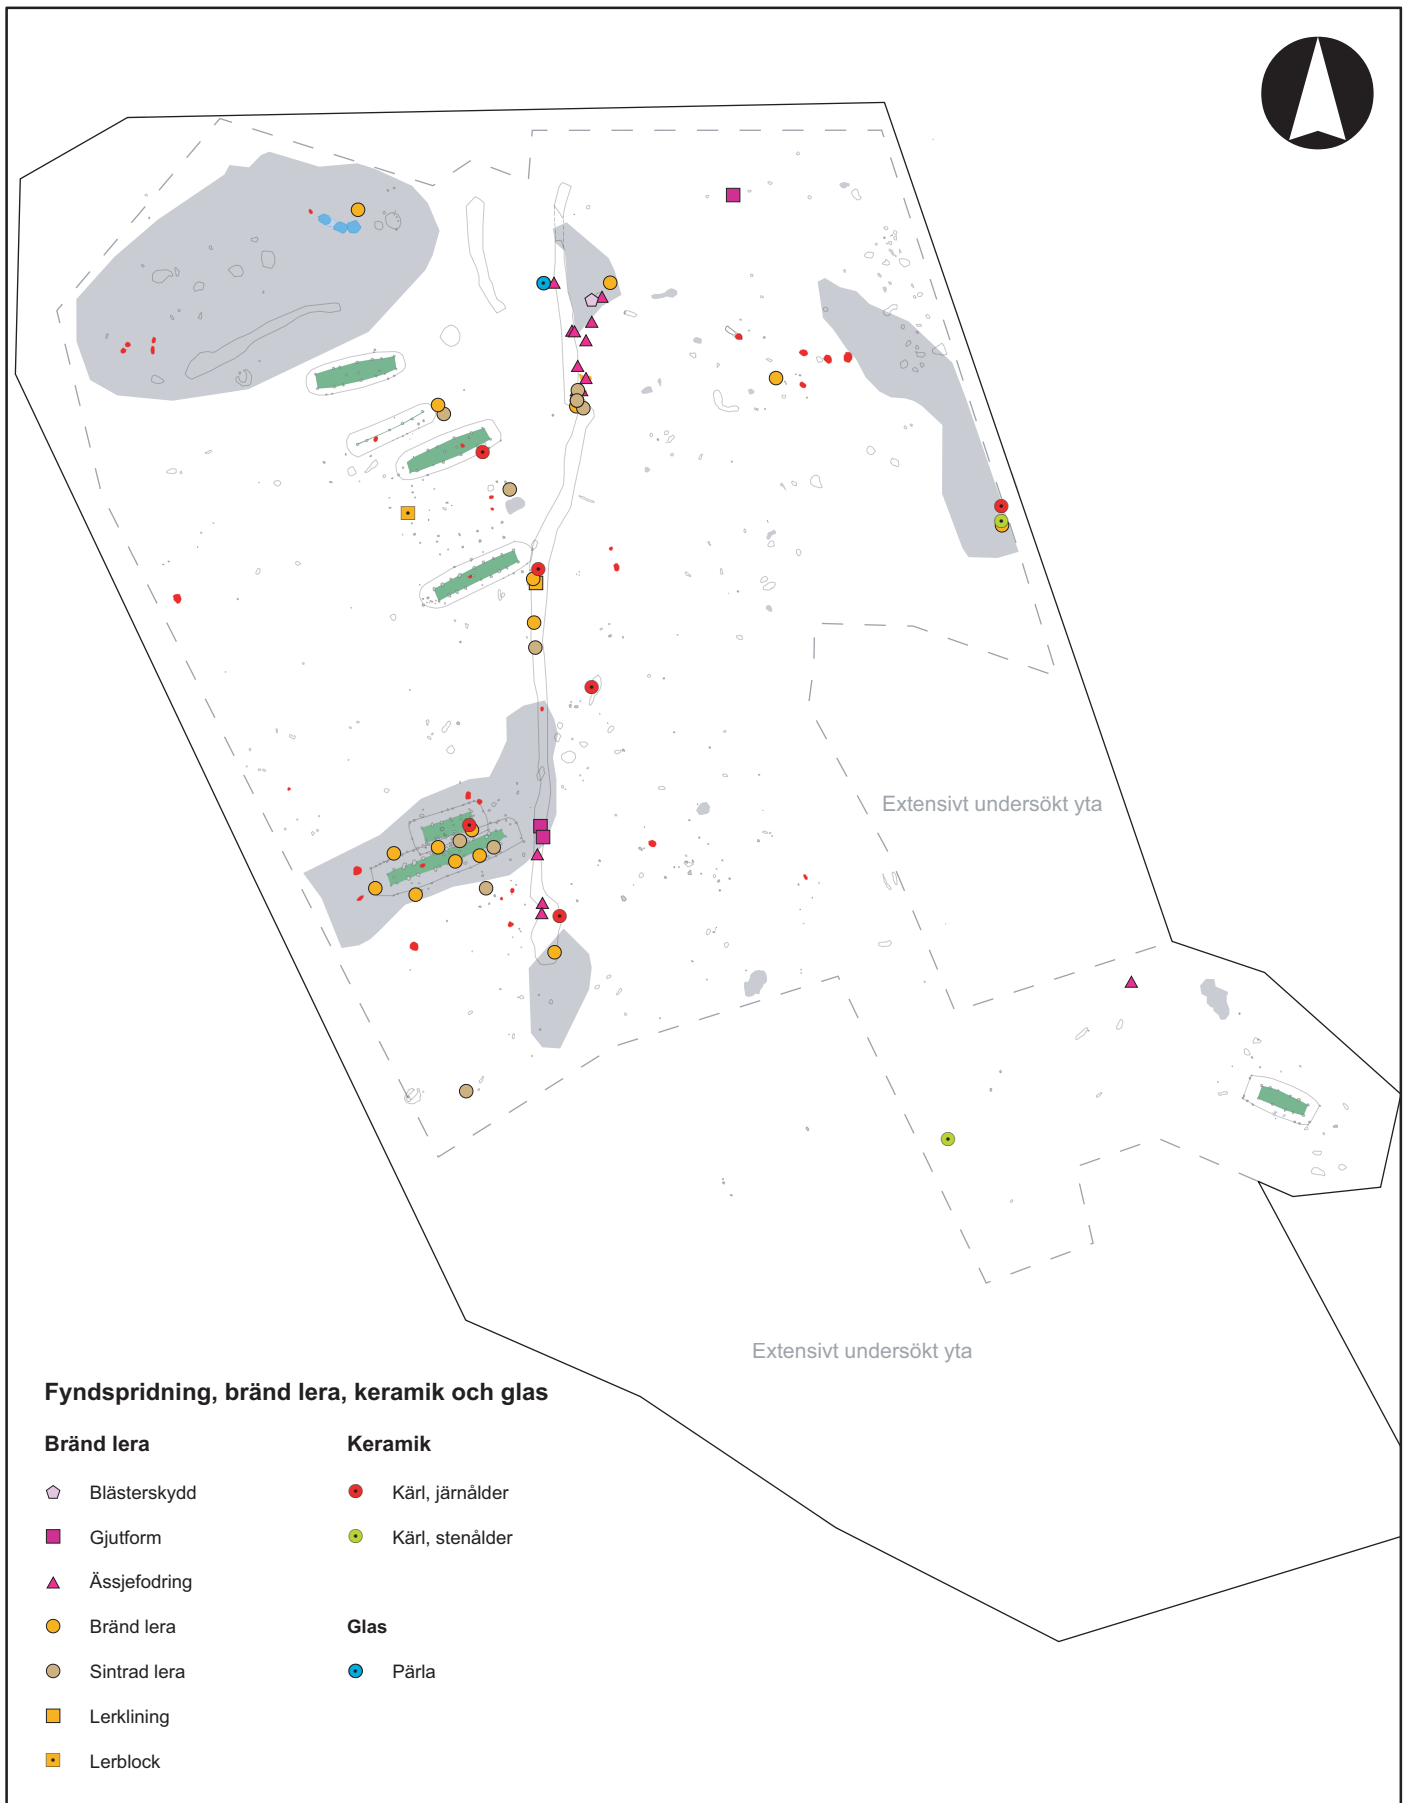 Extensivt undersökt yta
Extensivt undersökt yta
Fyndspridning, bränd lera, keramik och glas
Bränd lera
Blästerskydd
Gjutform
Ässjefodring
Bränd lera
Sintrad lera
Lerklining
Lerblock
Keramik
Kärl, järnålder
Kärl, stenålder
Glas
Pärla